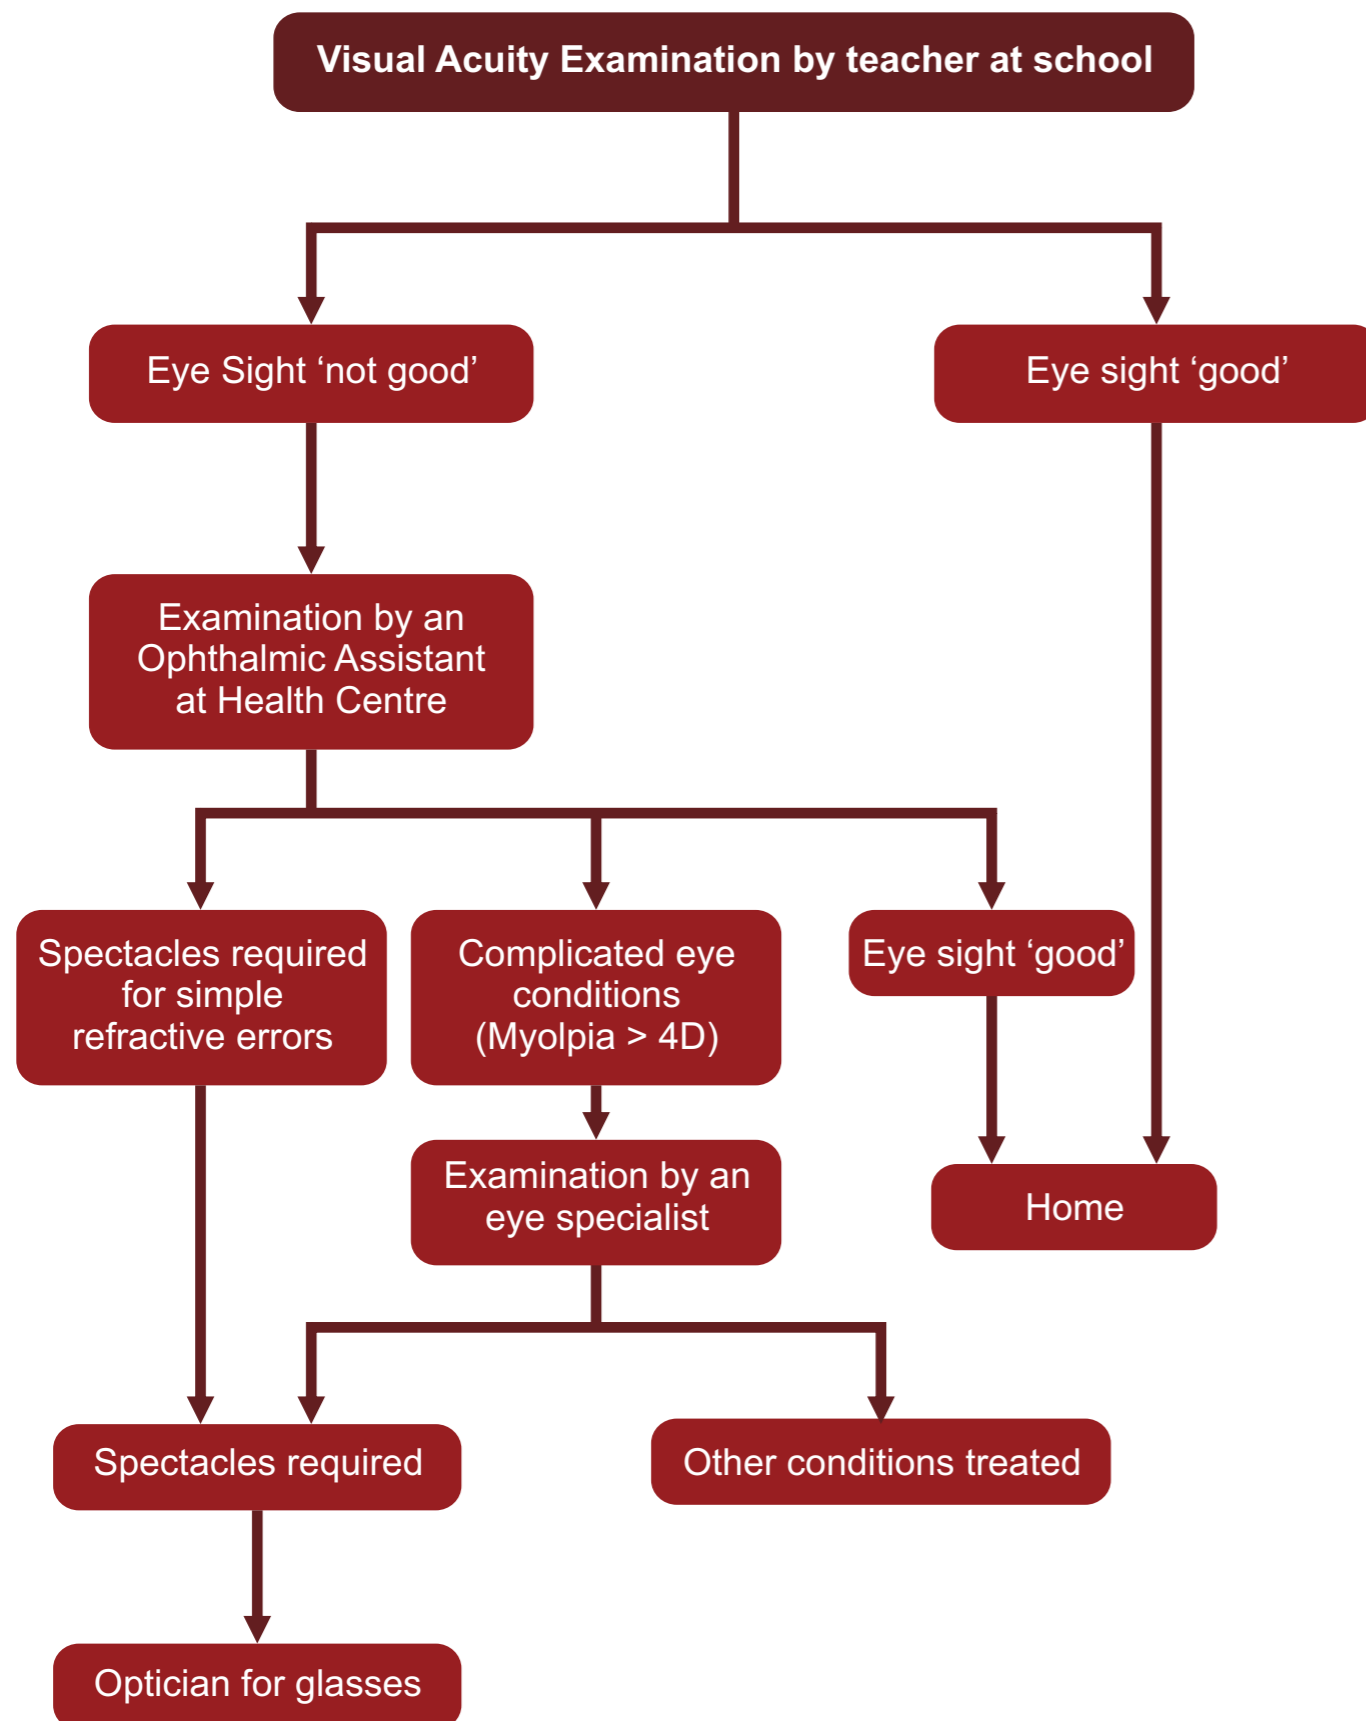 Visual Acuity Examination by teacher at school
Eye Sight ‘not good’
Eye sight ‘good’
Examination by an
Ophthalmic Assistant
at Health Centre
Spectacles required
for simple
refractive errors
Complicated eye
conditions
(Myolpia > 4D)
Eye sight ‘good’
Examination by an
eye specialist
Home
Spectacles required
Other conditions treated
Optician for glasses